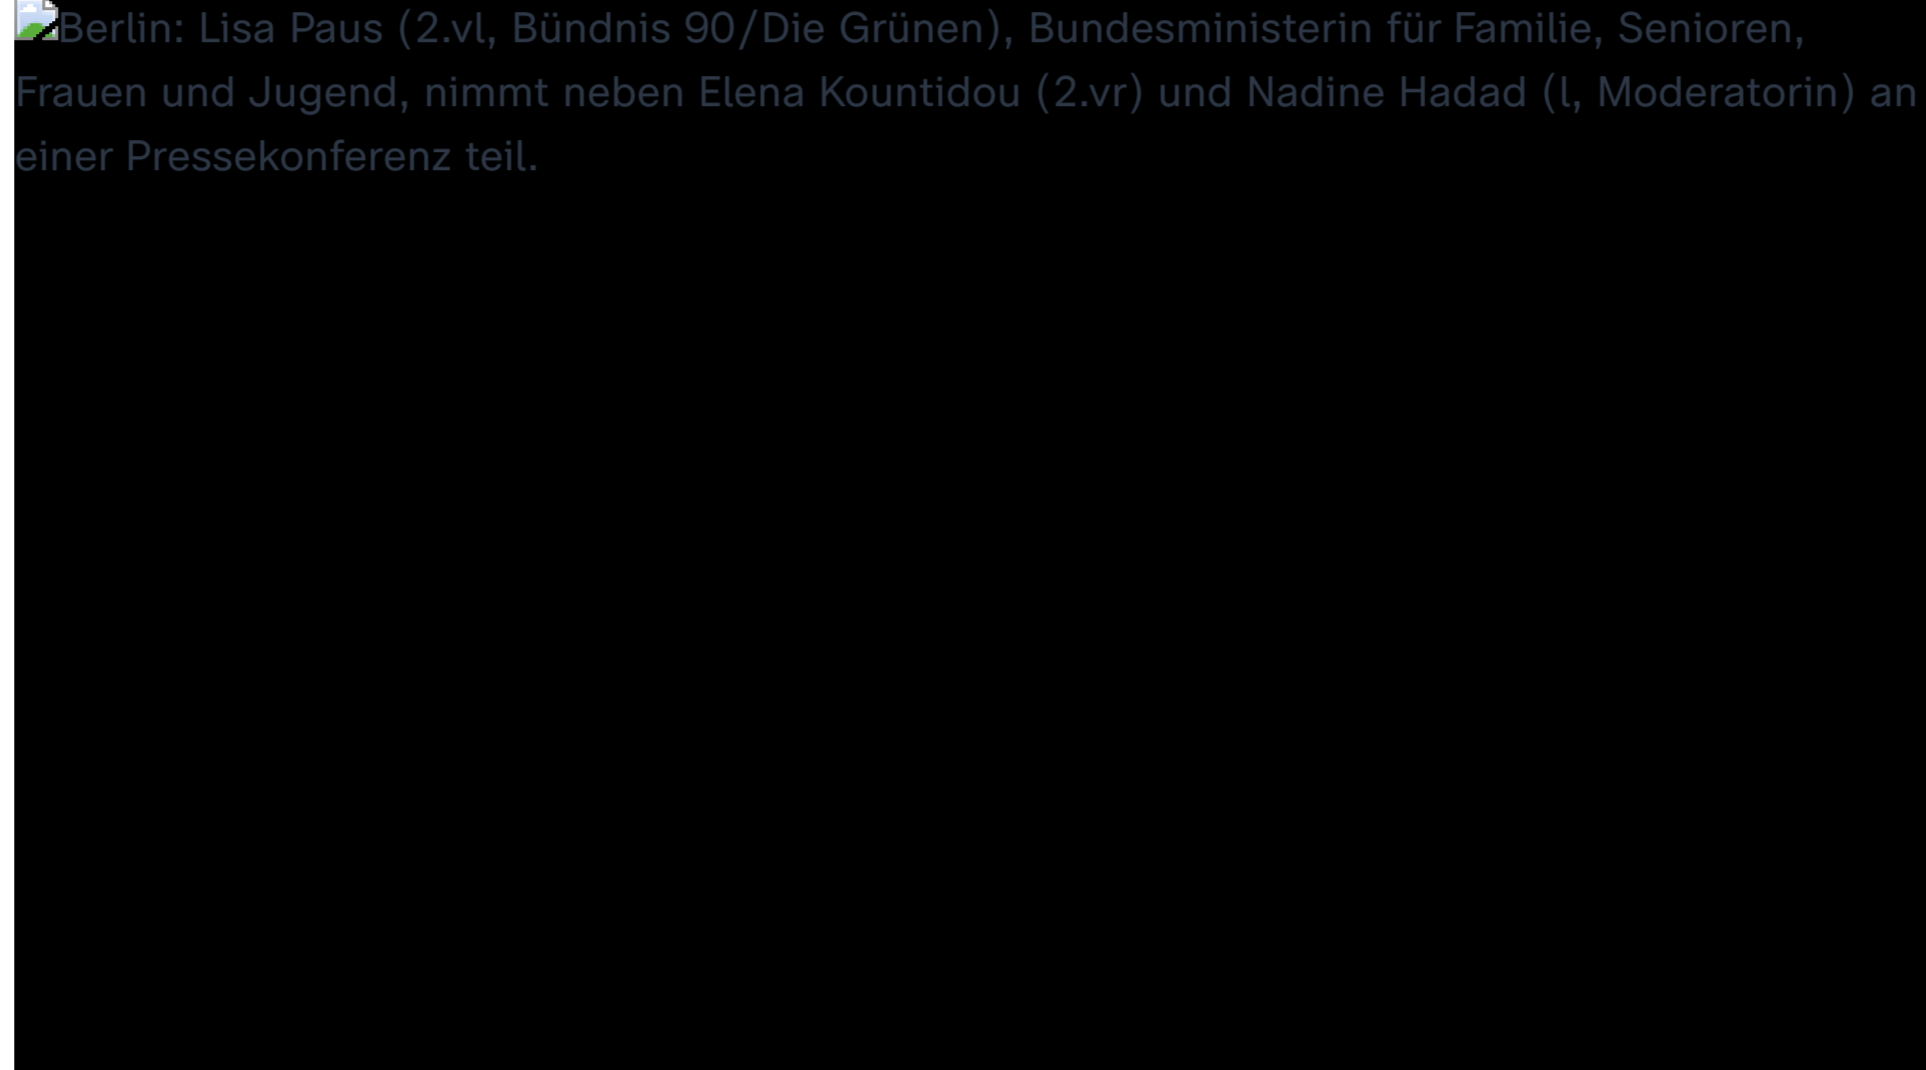 Berlin: Lisa Paus (2.vl, Bündnis 90/Die Grünen), Bundesministerin für Familie, Senioren,
Frauen und Jugend, nimmt neben Elena Kountidou (2.vr) und Nadine Hadad (l, Moderatorin) an
einer Pressekonferenz teil.